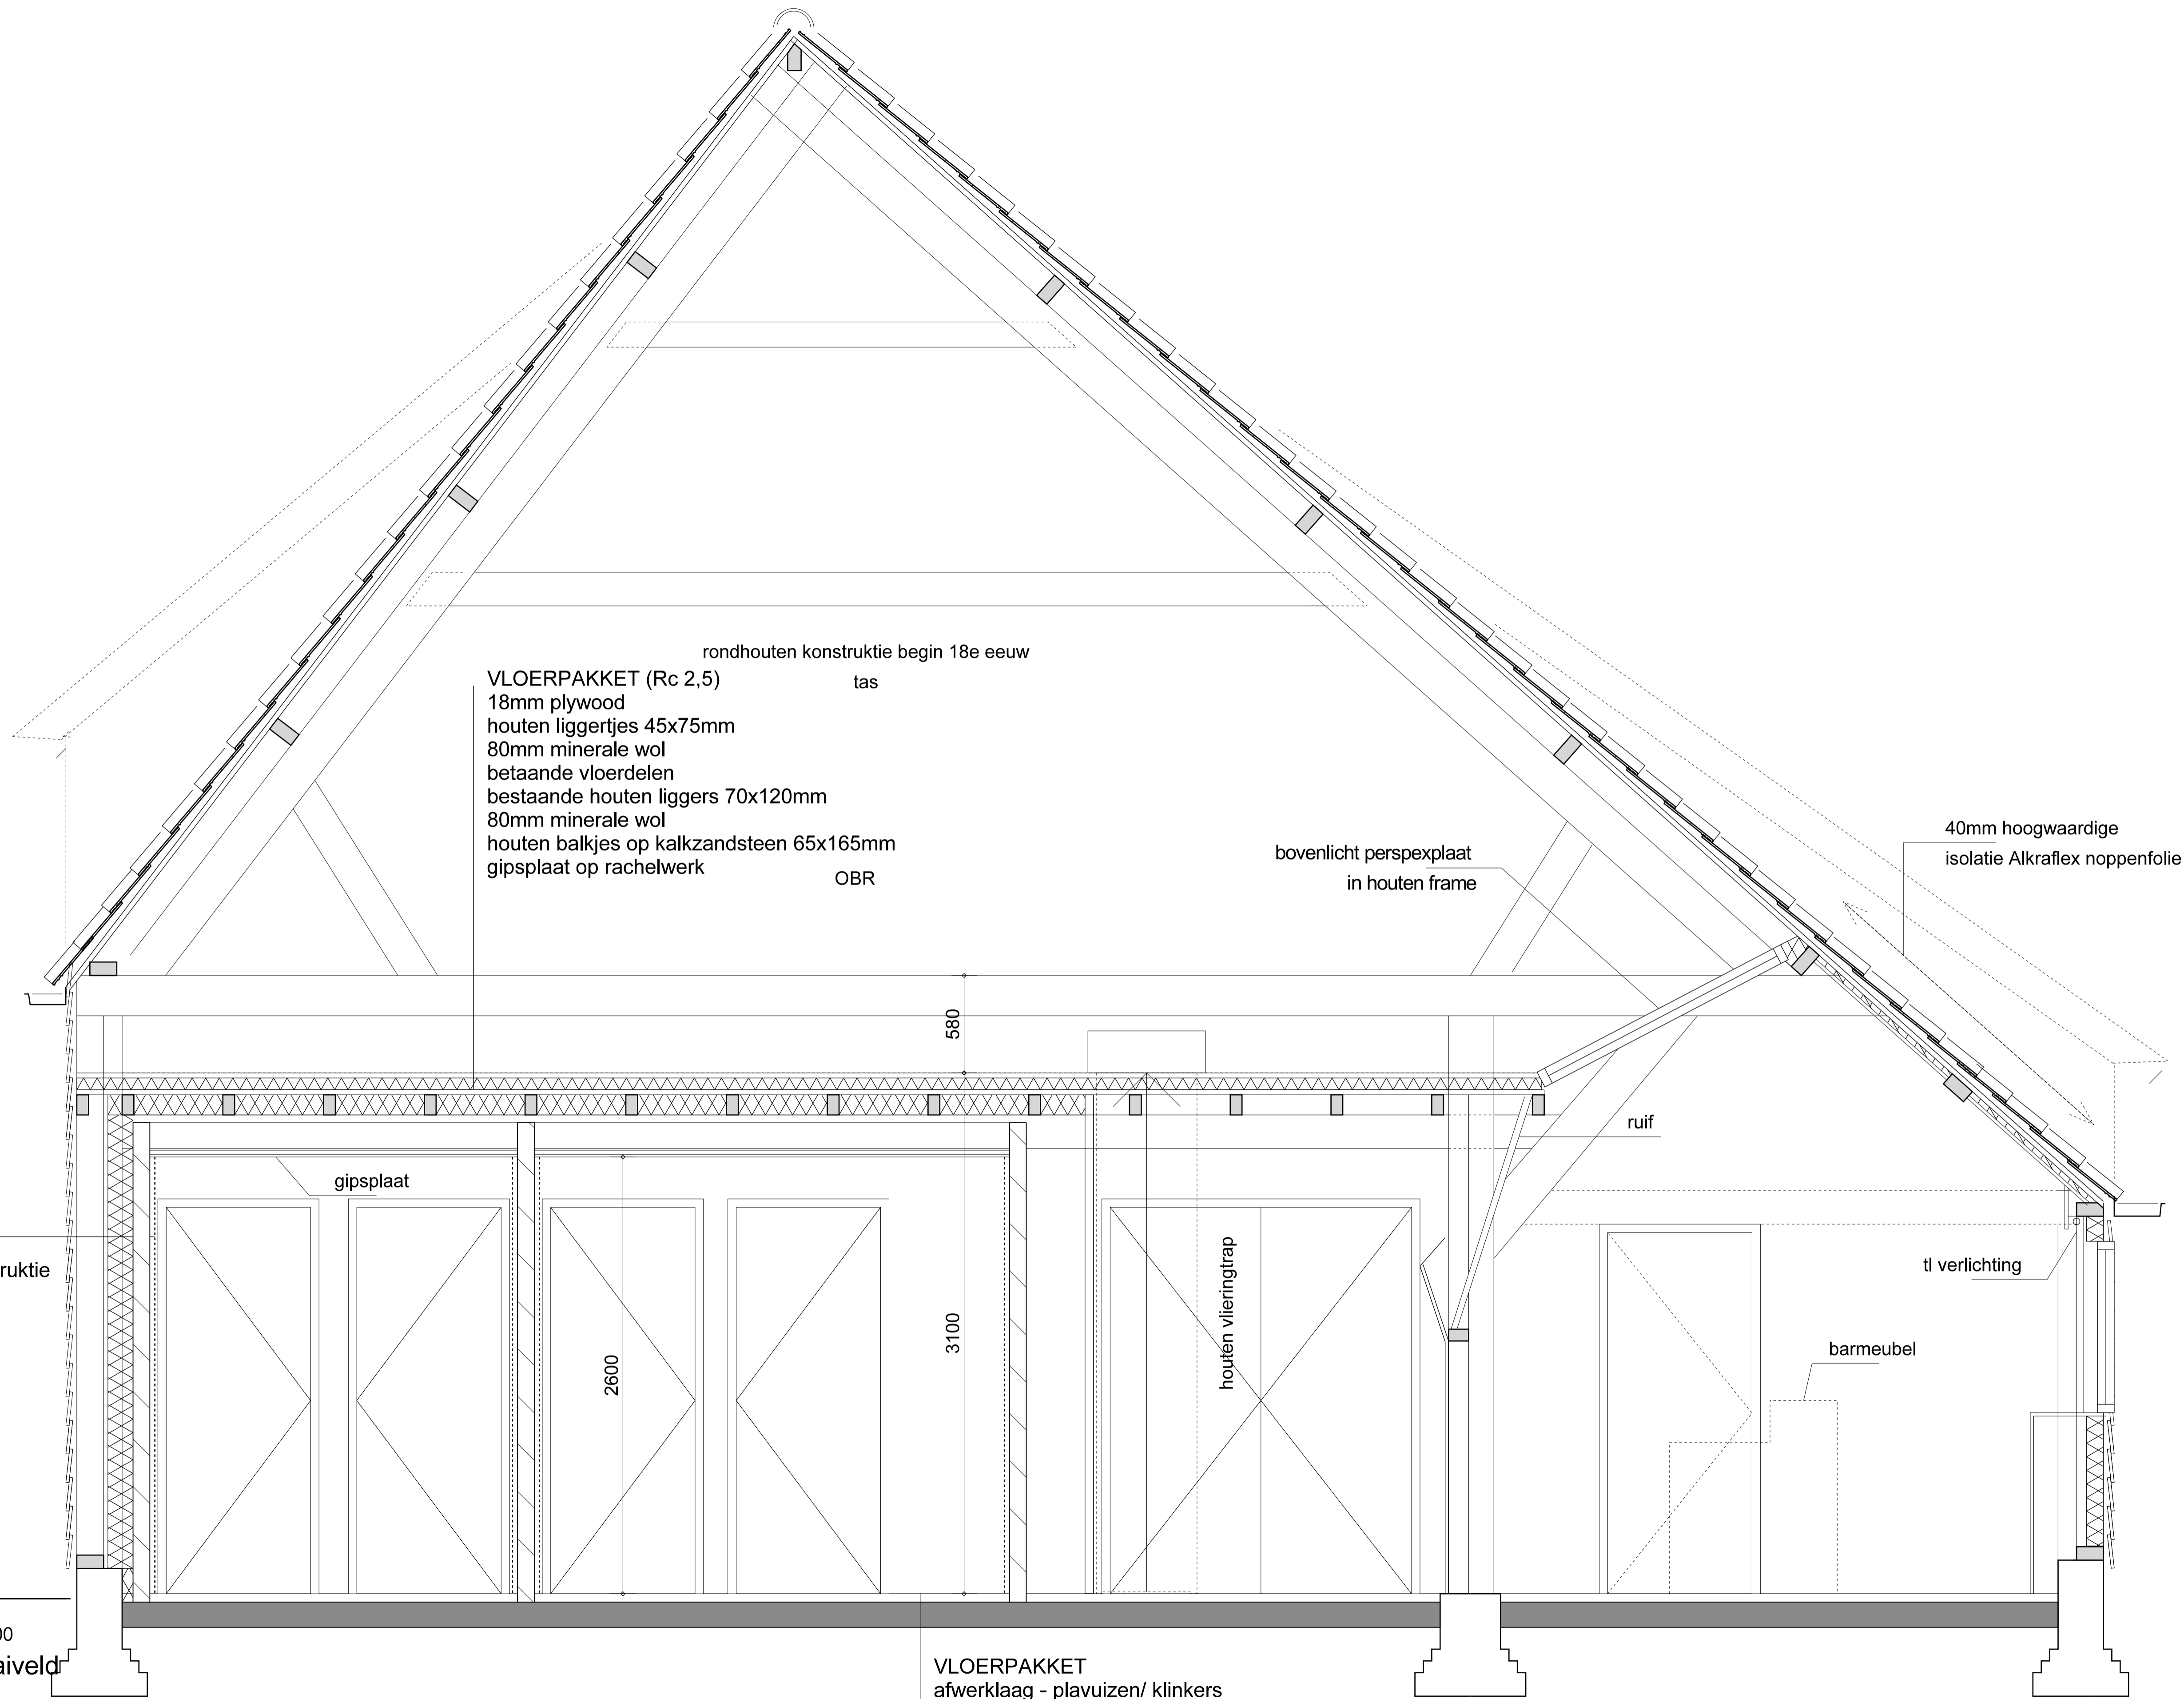 rondhouten konstruktie begin 18e eeuw
tas
VLOERPAKKET (Rc 2,5)
18mm plywood
houten liggertjes 45x75mm
80mm minerale wol
betaande vloerdelen
bestaande houten liggers 70x120mm
80mm minerale wol
houten balkjes op kalkzandsteen 65x165mm
gipsplaat op rachelwerk
OBR
bovenlicht perspexplaat
in houten frame
40mm hoogwaardige
isolatie Alkraflex noppenfolie
580
ruif
gipsplaat
houten vlieringtrap
tl verlichting
ruktie
3100
2600
barmeubel
00
aiveld
VLOERPAKKET
afwerklaag - plavuizen/ klinkers